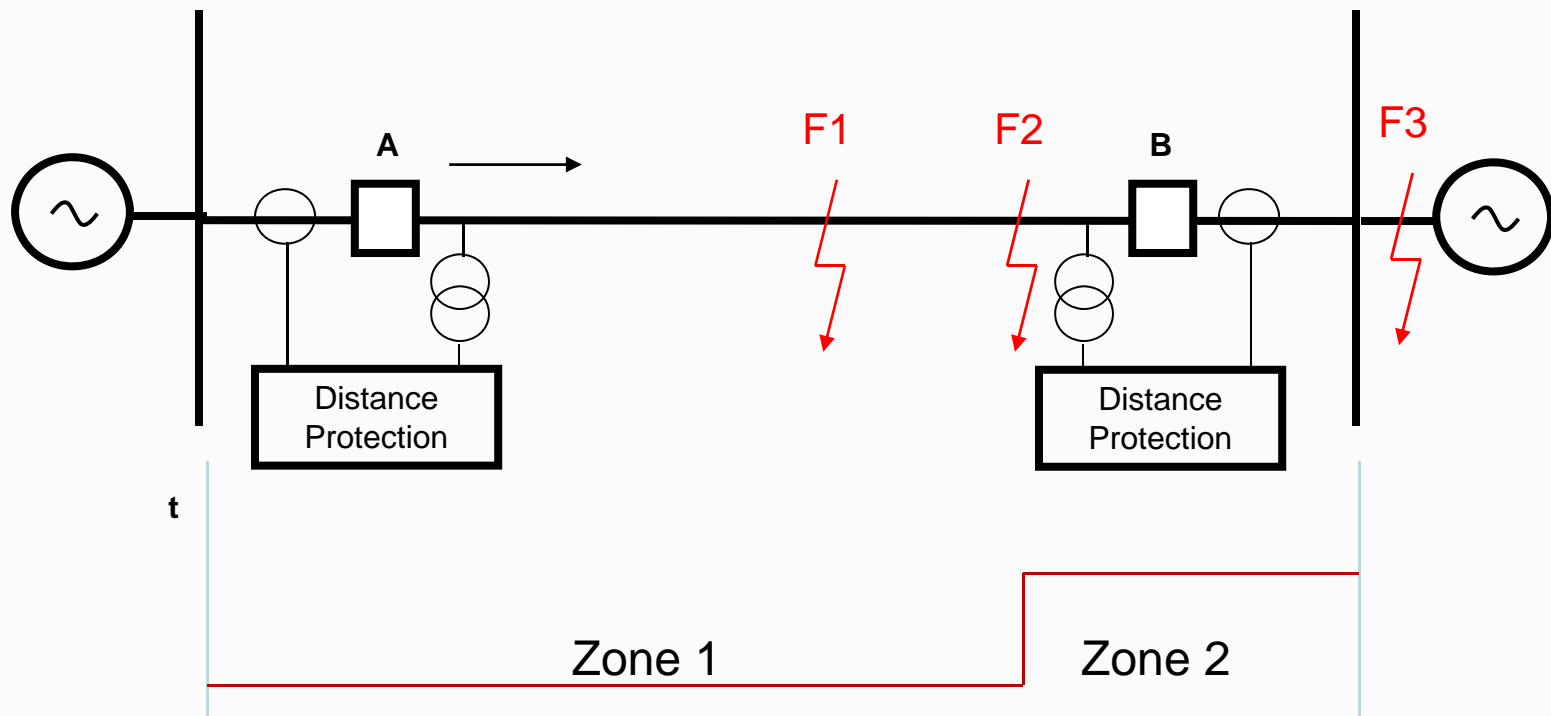 F1
F2
F3
A
B
Distance
Protection
Distance
Protection
t
Zone 1
Zone 2